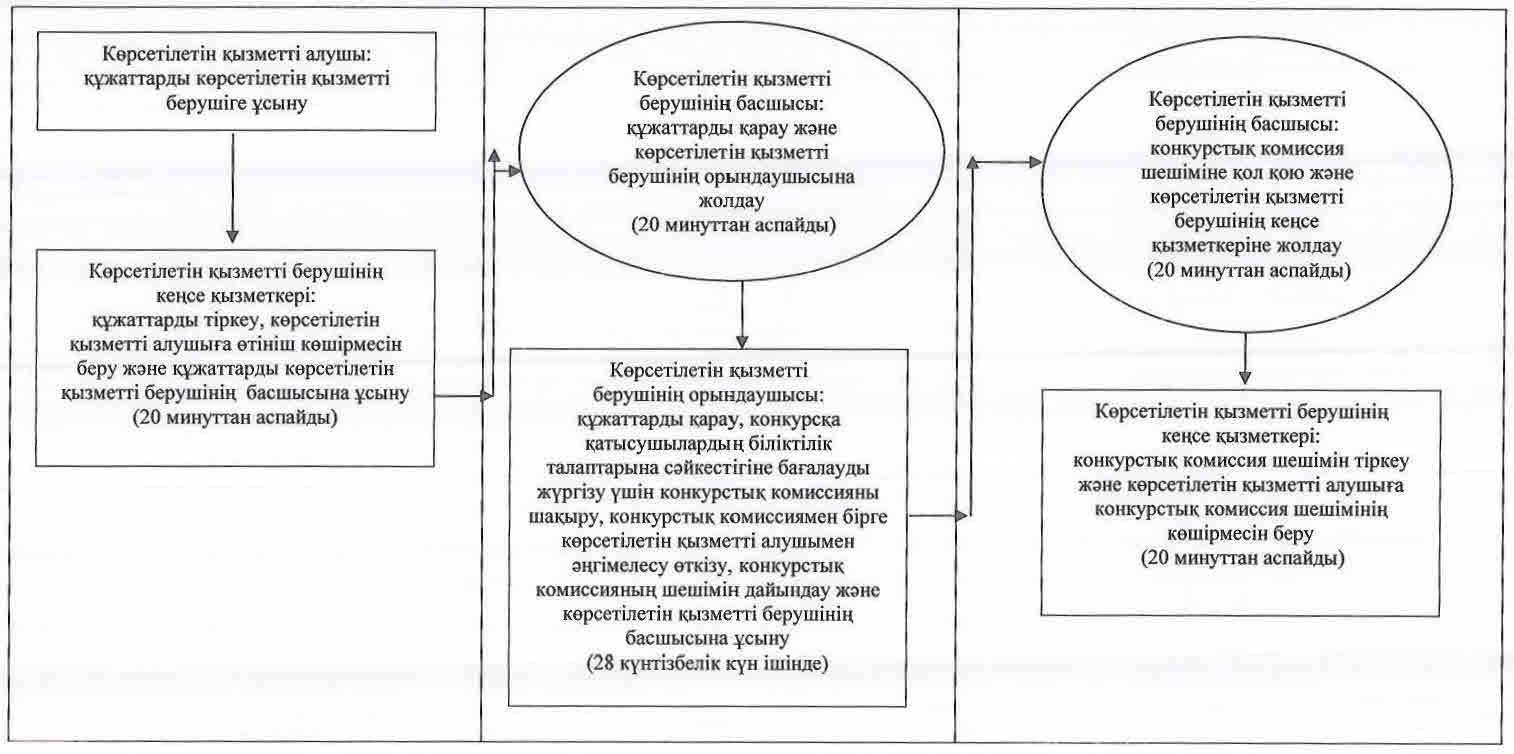 Көрсетілетін қызметті алушы:
құжаттарды көрсетілетін қызметті
берушіге ұсыну
Көрсетілетін қызметті берушінің
кеңсе қызметкері:
құжаттарды тіркеу, көрсетілетін
қызметті алушыға өтініш көшірмесін
беру және құжаттарды көрсетілетін
қызметті берушінің басшысына ұсыну
(20 минуттан аспайды)
Көрсетілетін қызметті
берушінің басшысы:
құжаттарды қарау және
көрсетілетін қызметті
берушінің орындаушысына
жолдау
(20 минуттан аспайды)
Көрсетілетін қызметті
берушінің орындаушысы:
құжаттарды қарау, конкурсқа
қатысушылардың біліктілік
талаптарына сәйкестігіне бағалауды
жүргізу үшін конкурстық комиссияны
шақыру, конкурстық комиссиямен бірге
көрсетілетін қызметті алушымен
әңгімелесу өткізу, конкурстық
комиссияның шешімін дайындау және
көрсетілетін қызметті берушінің
басшысына ұсыну
(28 күнтізбелік күн ішінде)
Көрсетілетін қызметті
берушінің басшысы:
конкурстық комиссия
шешіміне қол қою және
көрсетілетін қызметті
берушінің кеңсе
қызметкеріне жолдау
(20 минуттан аспайды)
Көрсетілетін қызметті берушінің
кеңсе қызметкері:
конкурстық комиссия шешімін тіркеу
және көрсетілетін қызметті алушыға
конкурстық комиссия шешімінің
көшірмесін беру
(20 минуттан аспайды)